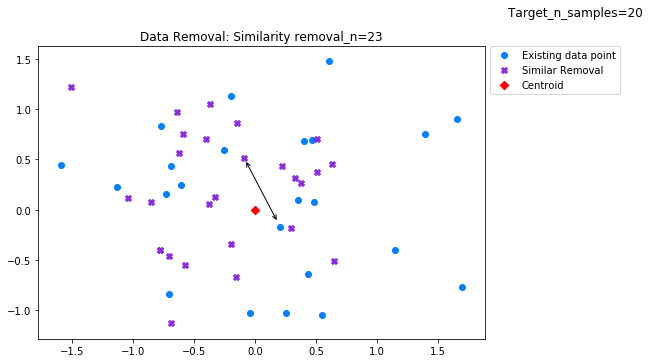 Target_n_samples=20
Data Removal: Similarity removal_n=23
Existing data point
Similar Removal
Centroid
1.5
1.0
0.5
0.0
−0.5
−1.0
−1.5 −1.0 −0.5 0.0 0.5 1.0 1.5